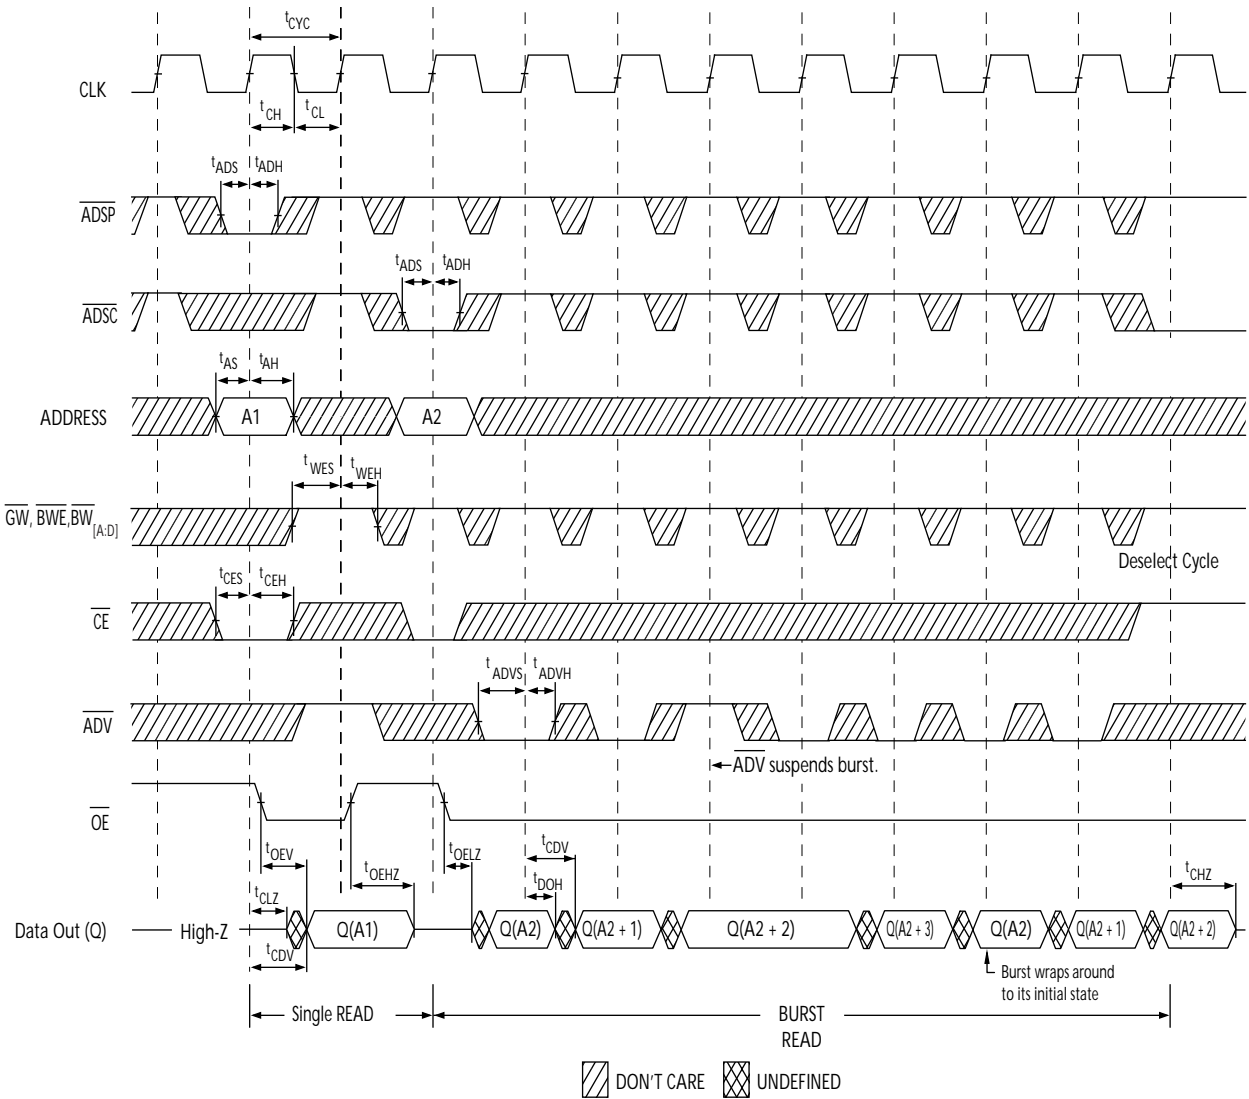 tCYC
CLK
tCH tCL
tADS tADH
ADSP
tADS tADH
ADSC
tAS tAH
ADDRESS A1 A2
tWES tWEH
GW, BWE,BW[A:D]
Deselect Cycle
tCES tCEH
CE
tADVS tADVH
ADV
ADV suspends burst.
OE
tOEV tOEHZ tOELZ tCDV tCHZ
tCLZ tDOH
Data Out (Q) High-Z Q(A1) Q(A2) Q(A2 + 1) Q(A2 + 2) Q(A2 + 3) Q(A2) Q(A2 + 1) Q(A2 + 2)
tCDV
Burst wraps around
to its initial state
Single READ BURST
READ
DON'T CARE UNDEFINED